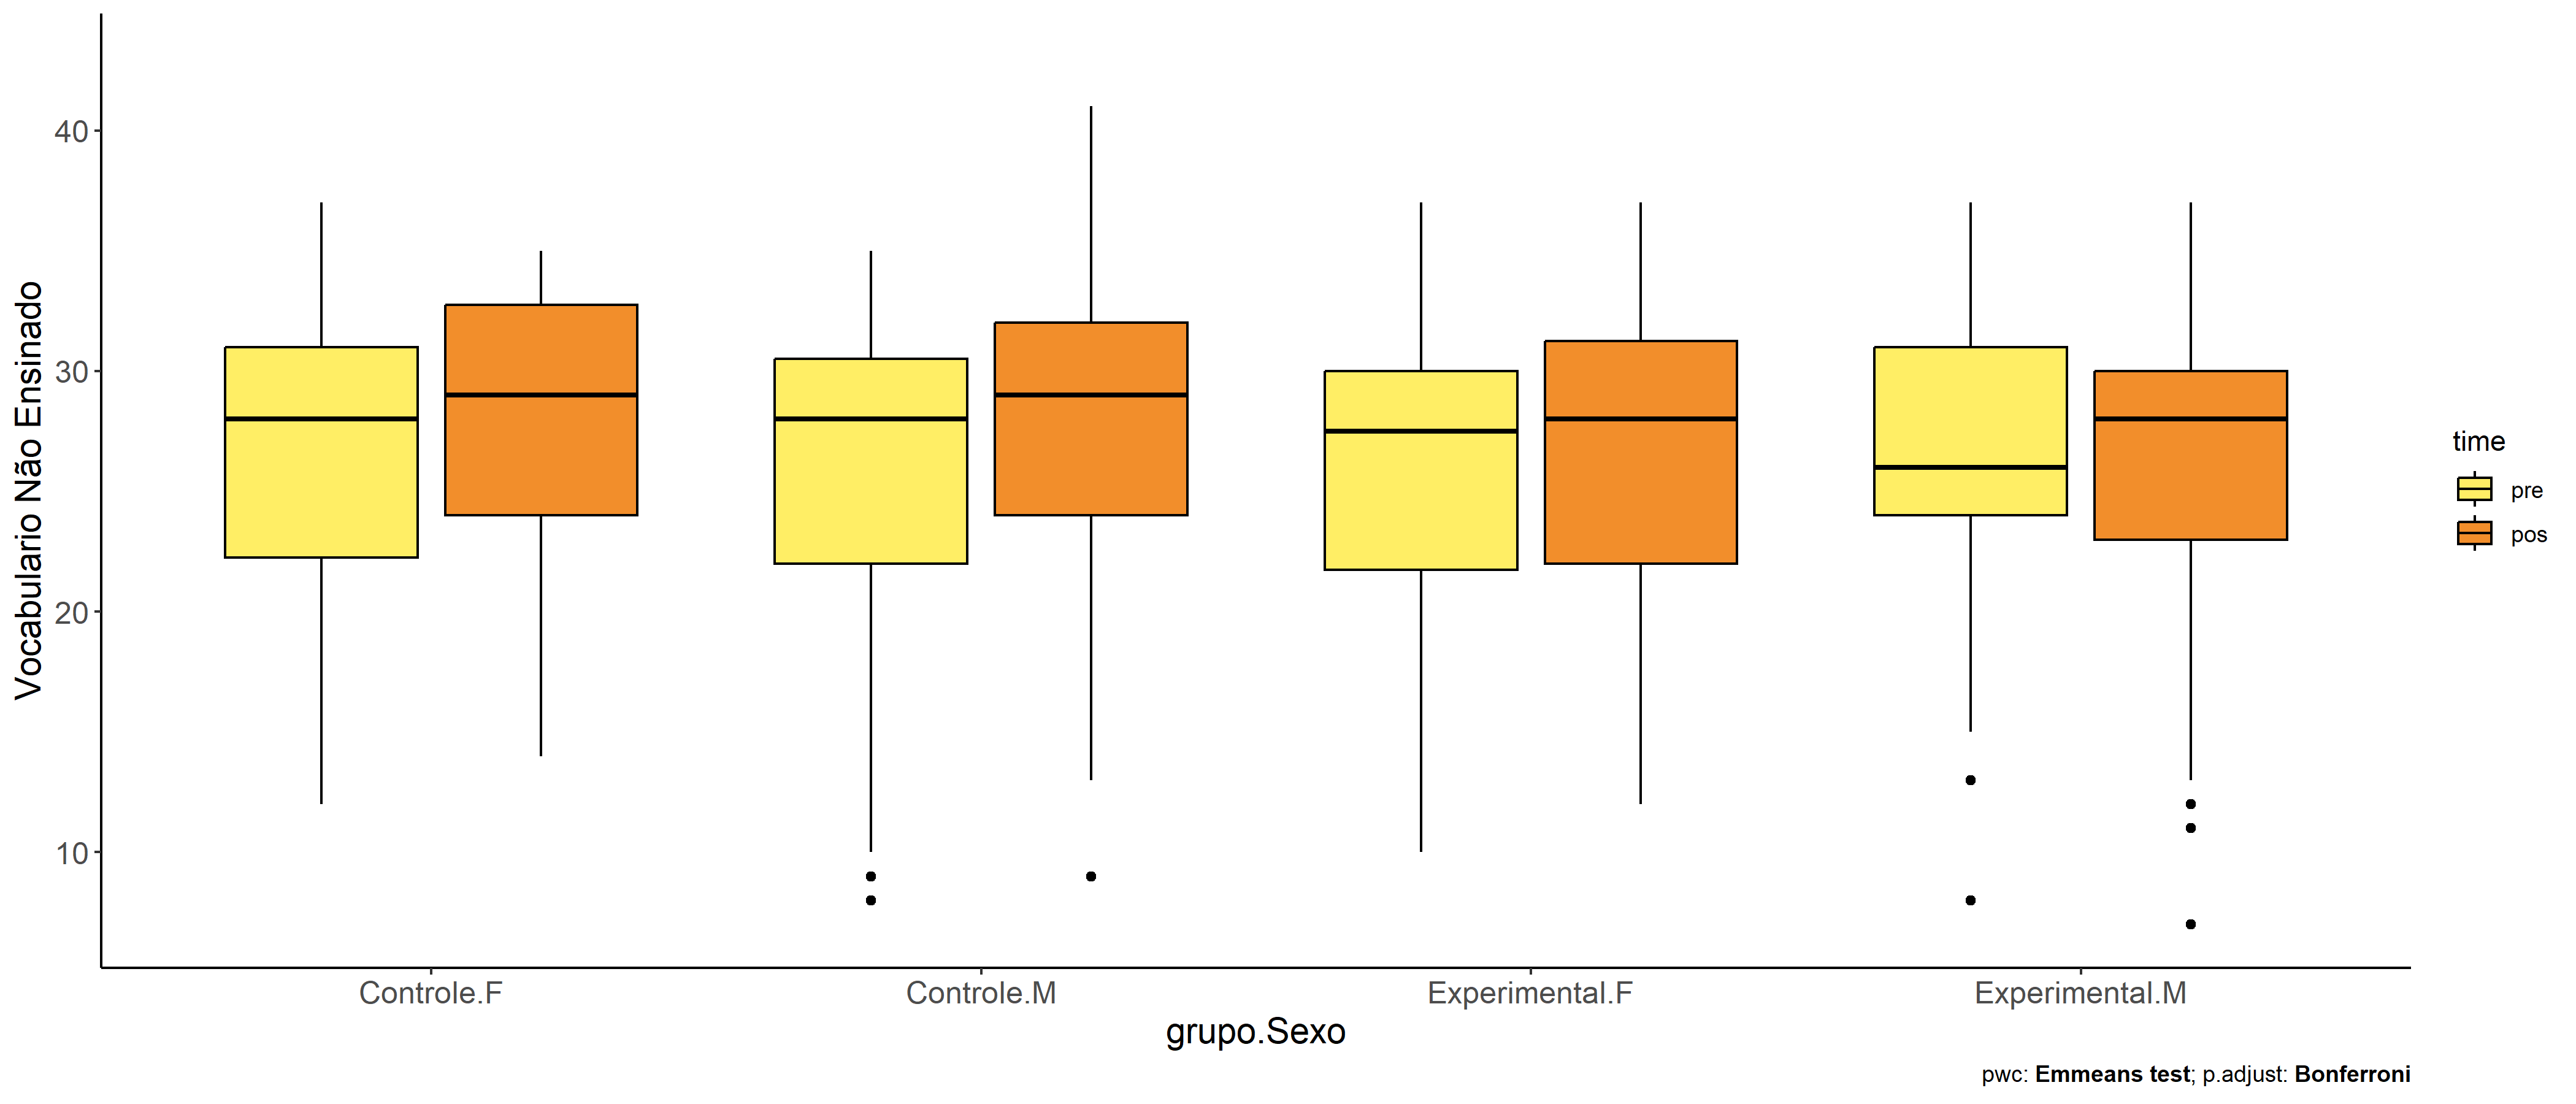 Vocabulario Não Ensinado
40
30
20
10
Controle.F
Controle.M
Experimental.F
Experimental.M
grupo.Sexo
time
pre
pos
pwc: Emmeans test; p.adjust: Bonferroni